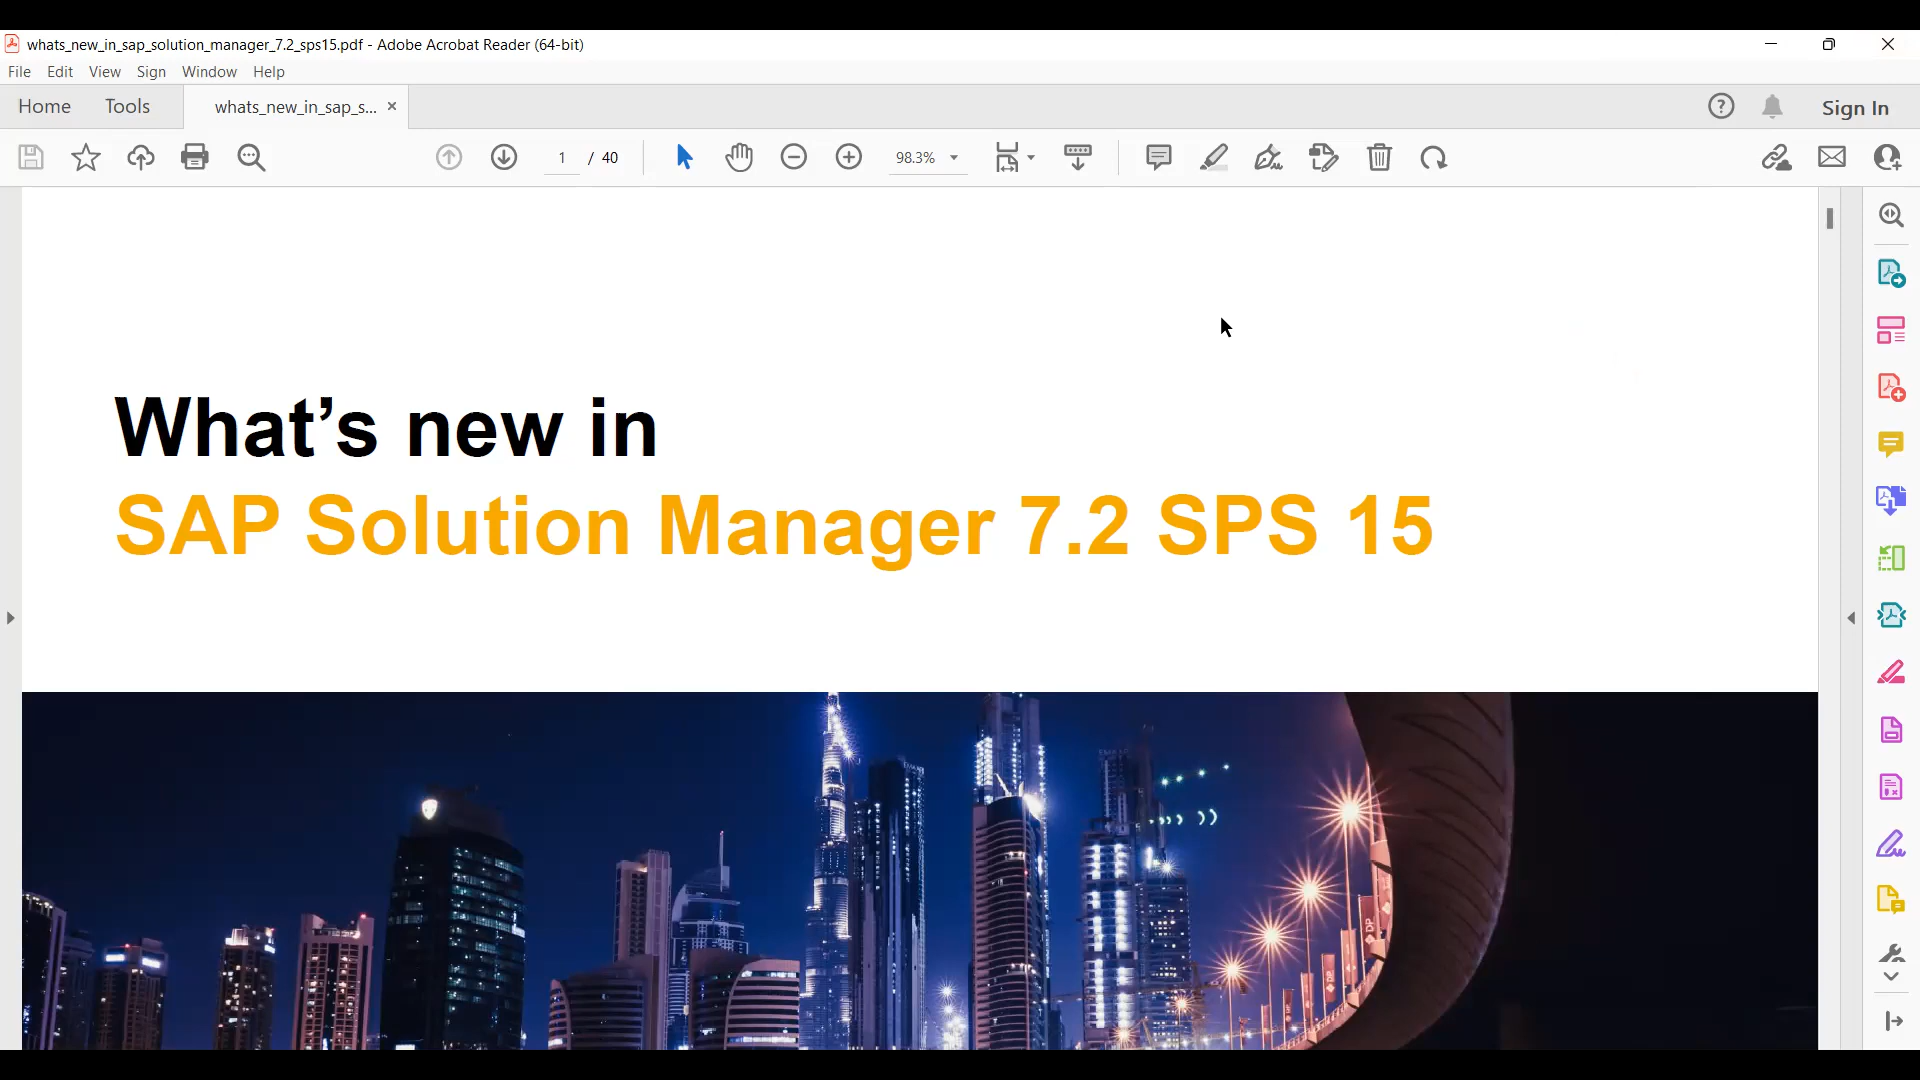 whats_new_in_sap_solution_manager_7.2_sps15.pdf - Adobe Acrobat Reader (64-bit)
File Edit View Sign Window Help
Home Tools whats_new_in_sap_s... Sign In
1 / 40 98.3%
What’s new in
SAP Solution Manager 7.2 SPS 15